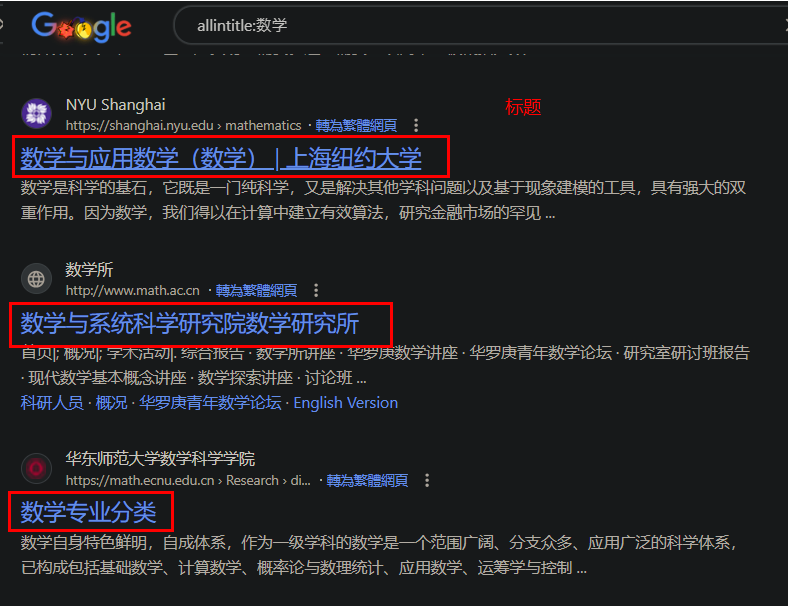 Google
allintitle:数学
NYU Shanghai
标题
https://shanghai.nyu.edu › mathematics · 轉為繁體網頁
数学与应用数学（数学） | 上海纽约大学
数学是科学的基石，它既是一门纯科学，又是解决其他学科问题以及基于现象建模的工具，具有强大的双
重作用。因为数学，我们得以在计算中建立有效算法，研究金融市场的罕见 ...
数学所
http://www.math.ac.cn · 轉為繁體網頁
数学与系统科学研究院数学研究所
首页|; 概况|; 学术活动|. 综合报告 · 数学所讲座 · 华罗庚数学讲座 · 华罗庚青年数学论坛 · 研究室研讨班报告
· 现代数学基本概念讲座 · 数学探索讲座 · 讨论班 ...
科研人员 · 概况 · 华罗庚青年数学论坛 · English Version
华东师范大学数学科学学院
https://math.ecnu.edu.cn › Research › di... · 轉為繁體網頁
数学专业分类
数学自身特色鲜明，自成体系，作为一级学科的数学是一个范围广阔、分支众多、应用广泛的科学体系，
已构成包括基础数学、计算数学、概率论与数理统计、应用数学、运筹学与控制 ...